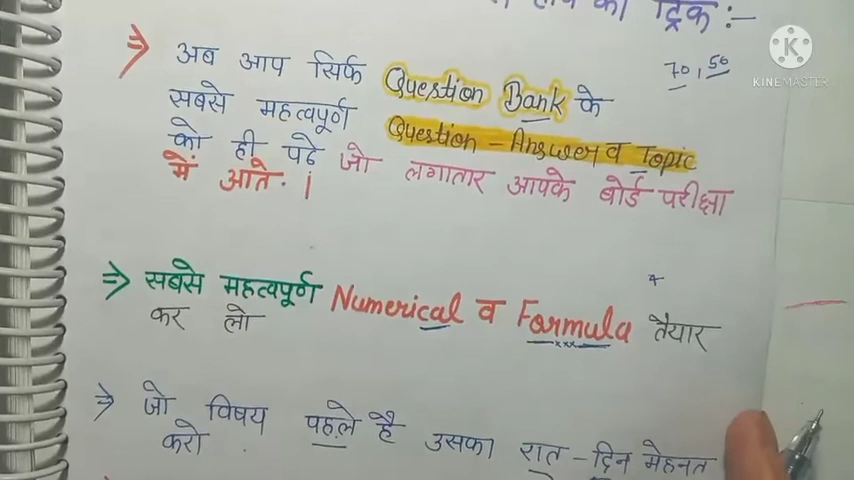 का ट्रिक :-
⇒ अब आप सिर्फ Question Bank के
70, 50
सबसे महत्वपूर्ण Question - Answer व Topic
को ही पढे जो लगातार आपके बोर्ड परीक्षा
में आते.।
⇒ सबसे महत्वपूर्ण Numerical व Formula तैयार
कर लो
⇒ जो विषय पहले है उसका रात - दिन मेहनत
करो
KINEMASTER